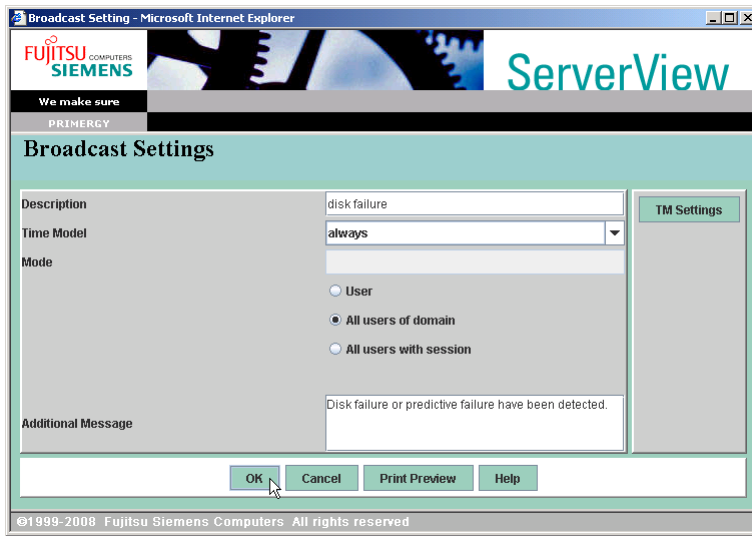 Broadcast Setting - Microsoft Internet Explorer
FUJITSU COMPUTERS
SIEMENS
ServerView
We make sure
PRIMERGY
Broadcast Settings
Description
disk failure
TM Settings
Time Model
always
Mode
User
All users of domain
All users with session
Additional Message
Disk failure or predictive failure have been detected.
OK
Cancel
Print Preview
Help
©1999-2008 Fujitsu Siemens Computers All rights reserved